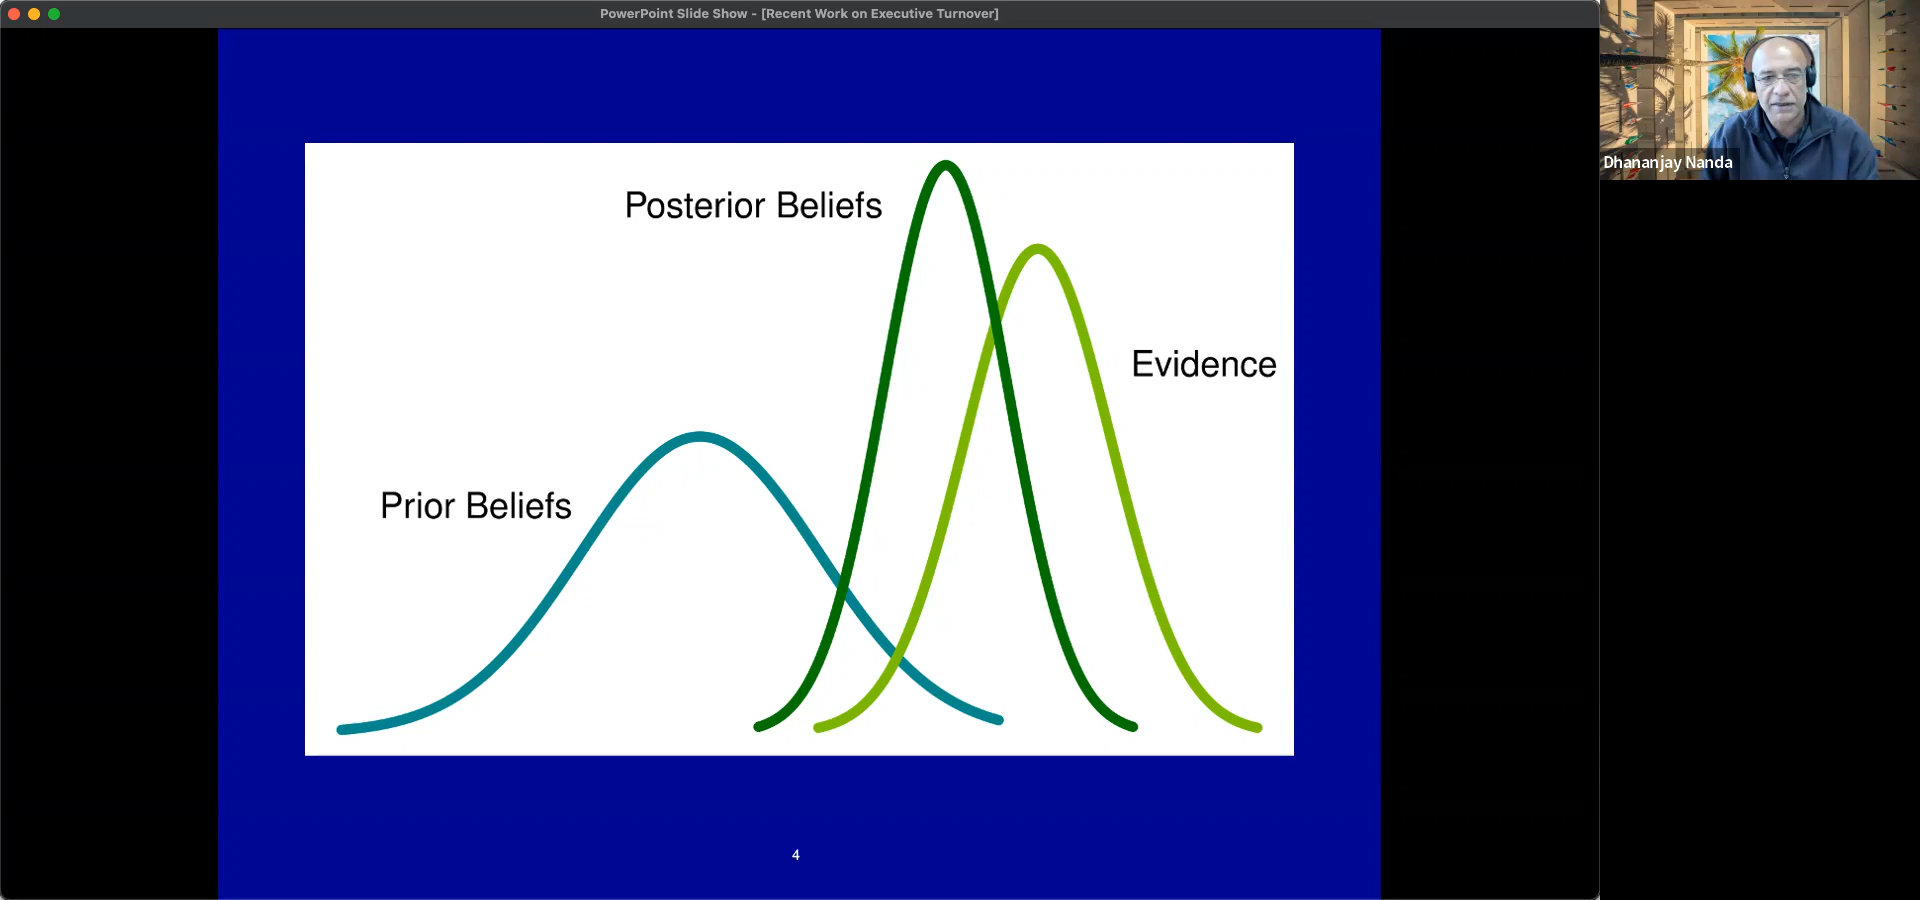 PowerPoint Slide Show - [Recent Work on Executive Turnover]
Dhananjay Nanda
Posterior Beliefs
Evidence
Prior Beliefs
4